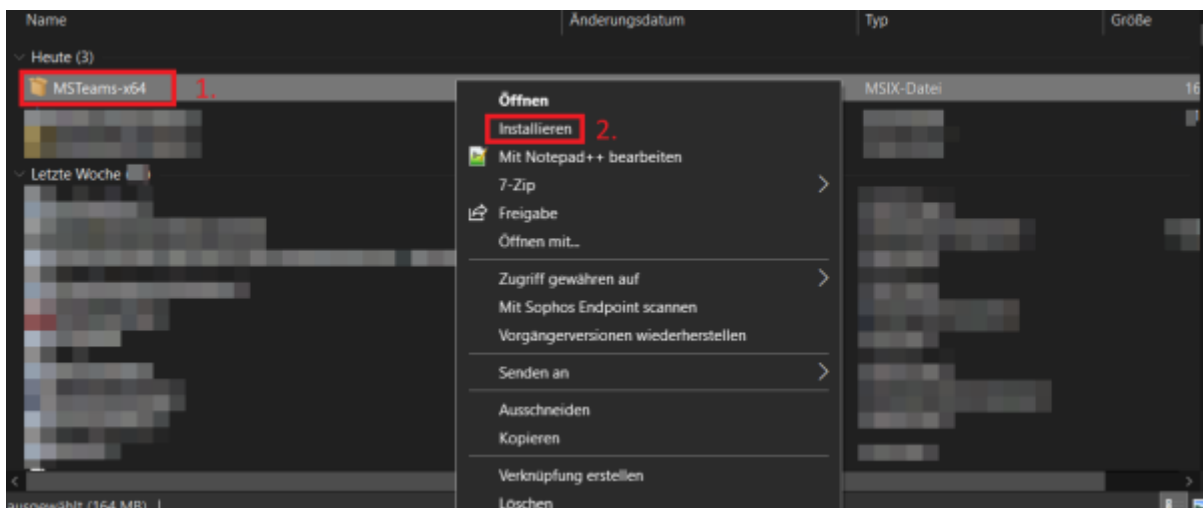 Name Änderungsdatum Typ Größe
Heute (3)
MSTeams-x64 1. MSIX-Datei 16
Öffnen
Installieren 2.
Mit Notepad++ bearbeiten
Letzte Woche
7-Zip
Freigabe
Öffnen mit...
Zugriff gewähren auf
Mit Sophos Endpoint scannen
Vorgängerversionen wiederherstellen
Senden an
Ausschneiden
Kopieren
Verknüpfung erstellen
ausgewählt (164 MB)
Löschen